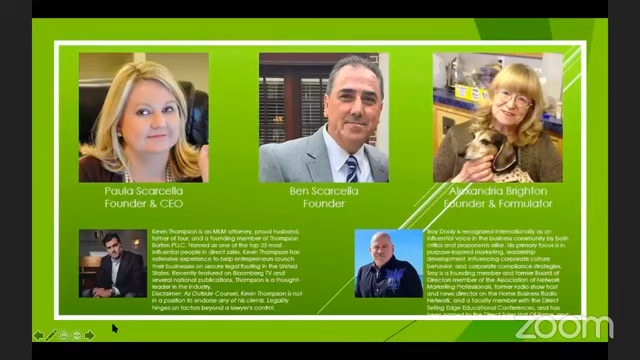 Paula Scarcella
Founder & CEO
Ben Scarcella
Founder
Alexandria Brighton
Founder & Formulator
Kevin Thompson is an MLM attorney, proud husband,
father of four, and a founding member of Thompson
Burton PLLC. Named as one of the top 25 most
influential people in direct sales, Kevin Thompson has
extensive experience to help entrepreneurs launch
their businesses on secure legal footing in the United
States. Recently featured on Bloomberg TV and
several national publications, Thompson is a thought-
leader in the industry.
Disclaimer: As Outside Counsel, Kevin Thompson is not
in a position to endorse any of his clients. Legality
hinges on factors beyond a lawyer's control.
Troy Dooly is recognized internationally as an
influential voice in the business community by both
critics and proponents alike. His primary focus is
purpose-inspired marketing, leadership
development, influencing corporate culture
behavior, and corporate compliance strategies.
Troy is a founding member and former Board of
Directors member of the Association of Network
Marketing Professionals, former radio show
host and news director on the Home Business Radio
Network, and a faculty member with the Direct
Selling Edge Educational Conference, and has
been named to the Direct Sales Hall Of Fame, and
zoom